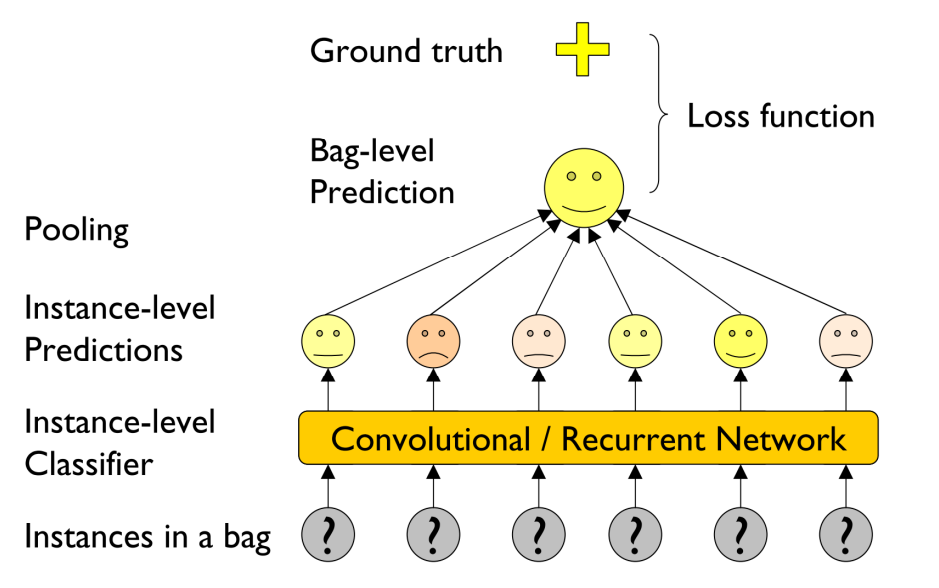 Ground truth
Loss function
Bag-level
Prediction
Pooling
Instance-level
Predictions
Instance-level
Classifier
Convolutional / Recurrent Network
Instances in a bag
? ? ? ? ? ?